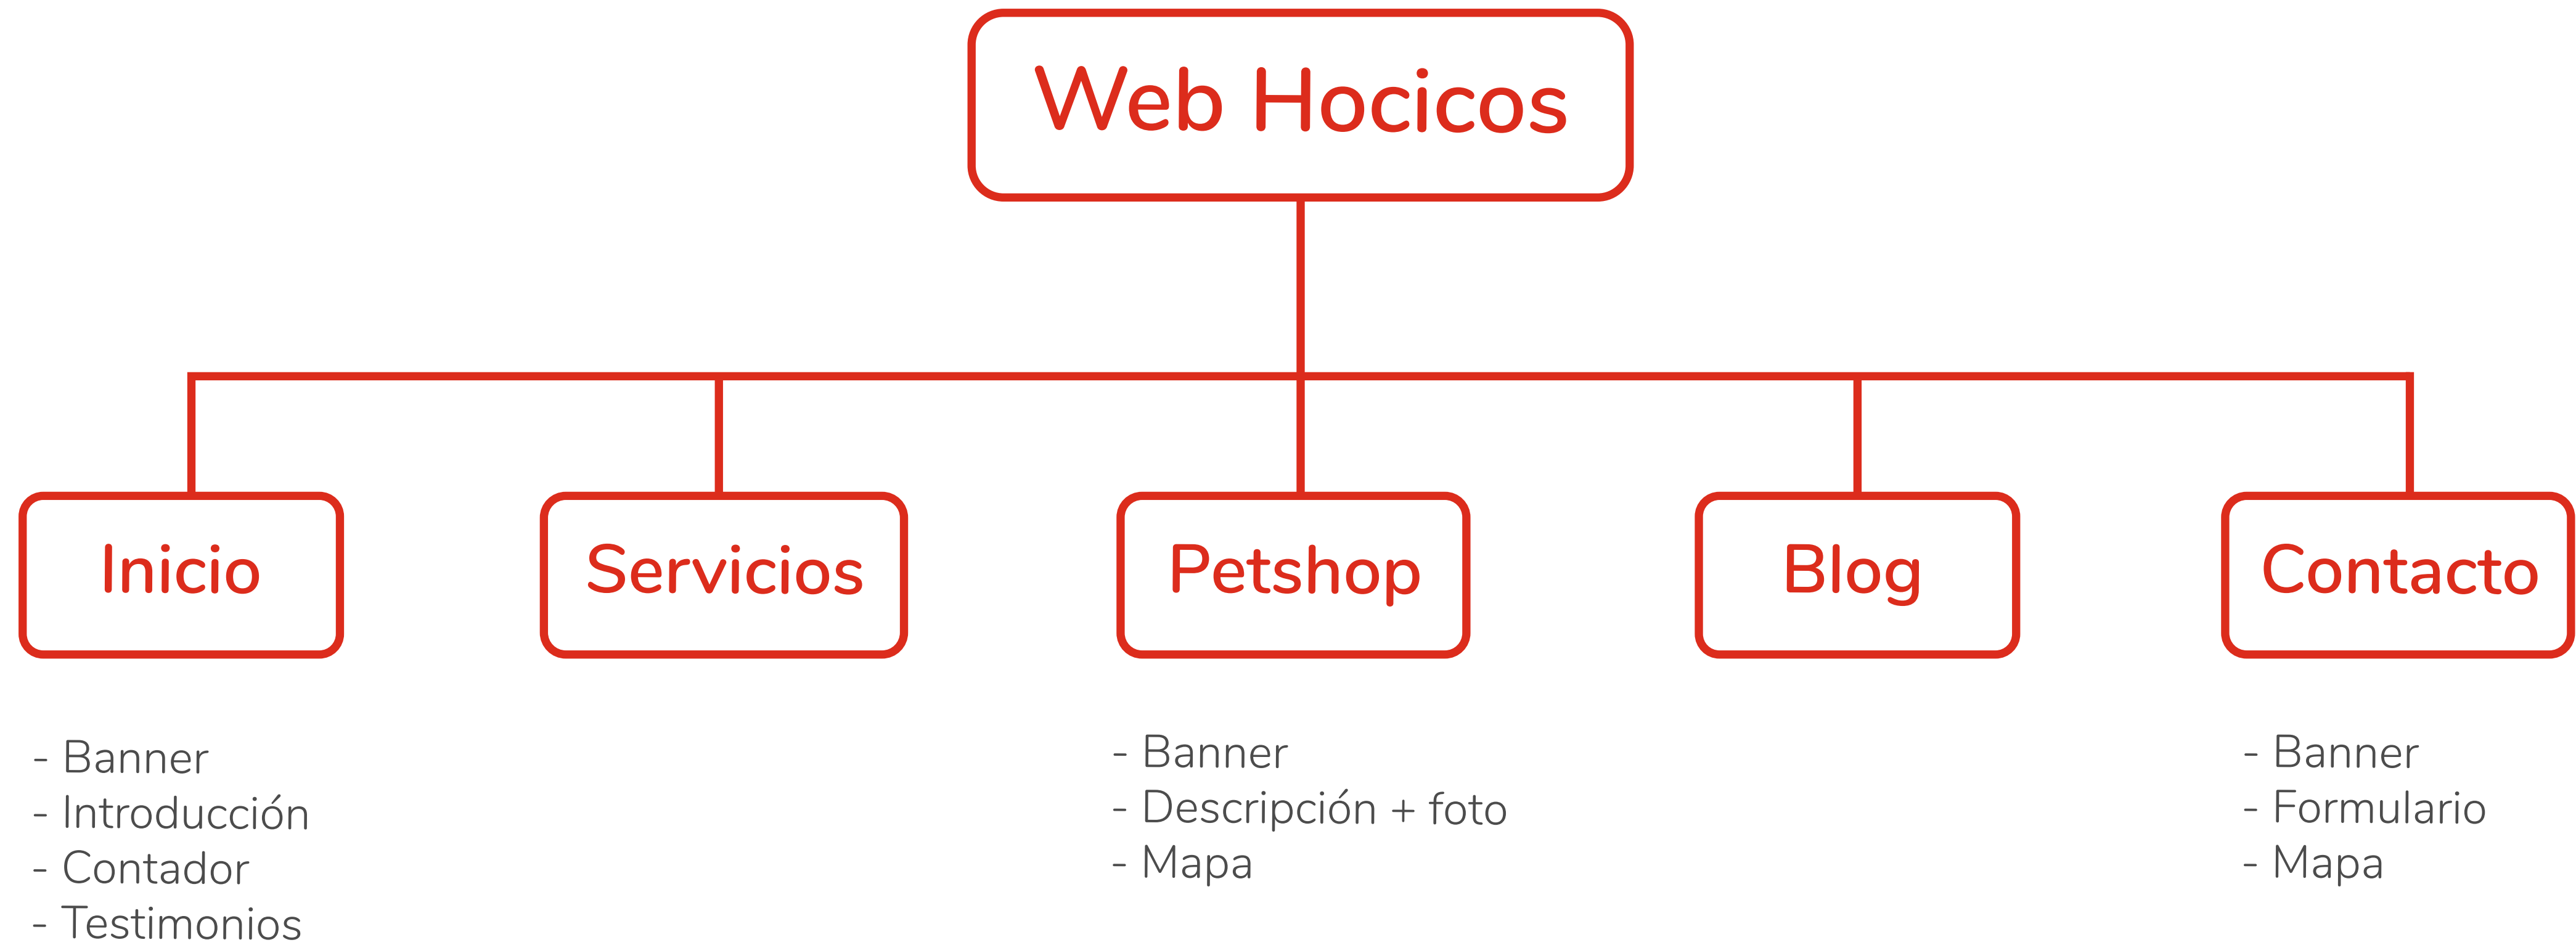 Web Hocicos
Inicio
Servicios
Petshop
Blog
Contacto
- Banner
- Introducción
- Contador
- Testimonios
- Banner
- Descripción + foto
- Mapa
- Banner
- Formulario
- Mapa